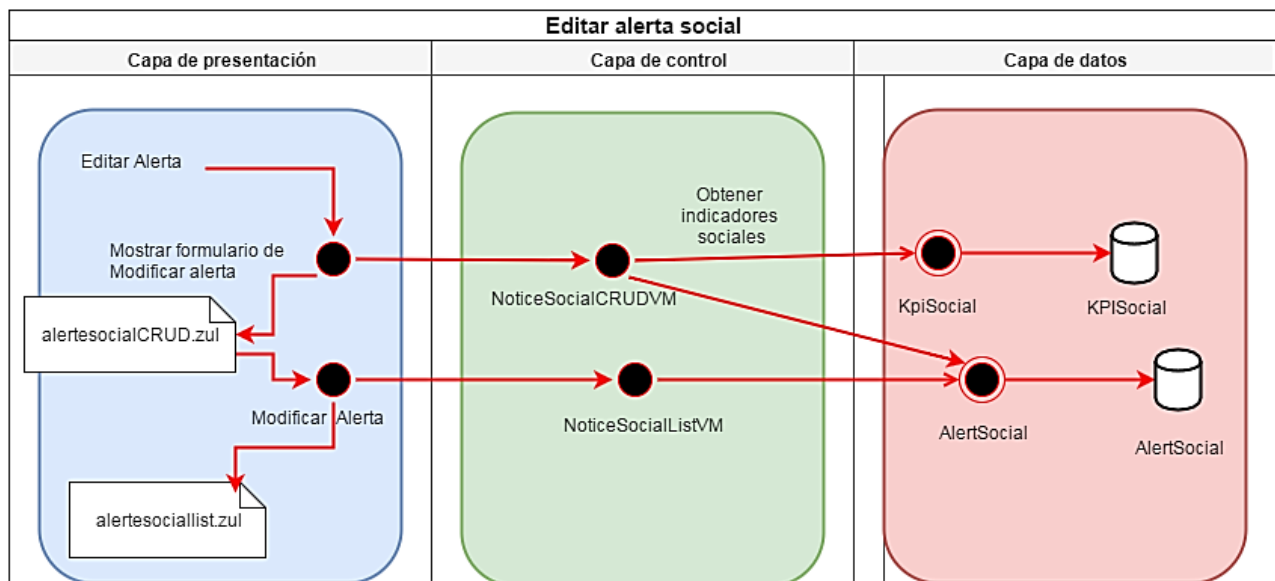 Editar alerta social
Capa de presentación
Capa de control
Capa de datos
Editar Alerta
Mostrar formulario de
Modificar alerta
alertesocialCRUD.zul
Modificar Alerta
alertesociallist.zul
Obtener
indicadores
sociales
NoticeSocialCRUDVM
NoticeSocialListVM
KpiSocial
KPISocial
AlertSocial
AlertSocial